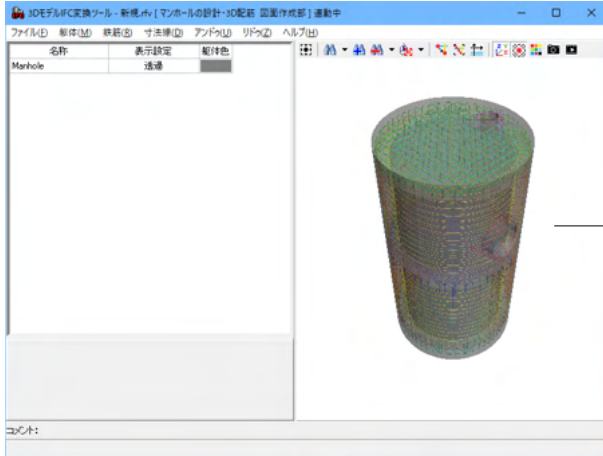 3DモデルIFC変換ツール - 新規.rfv [ マンホールの設計・3D配筋 図面作成部 ] 連動中
ファイル(F) 躯体(M) 鉄筋(R) 寸法線(D) アンドゥ(U) リドゥ(Z) ヘルプ(H)
名称 表示設定 躯体色
Manhole 透過
コメント: